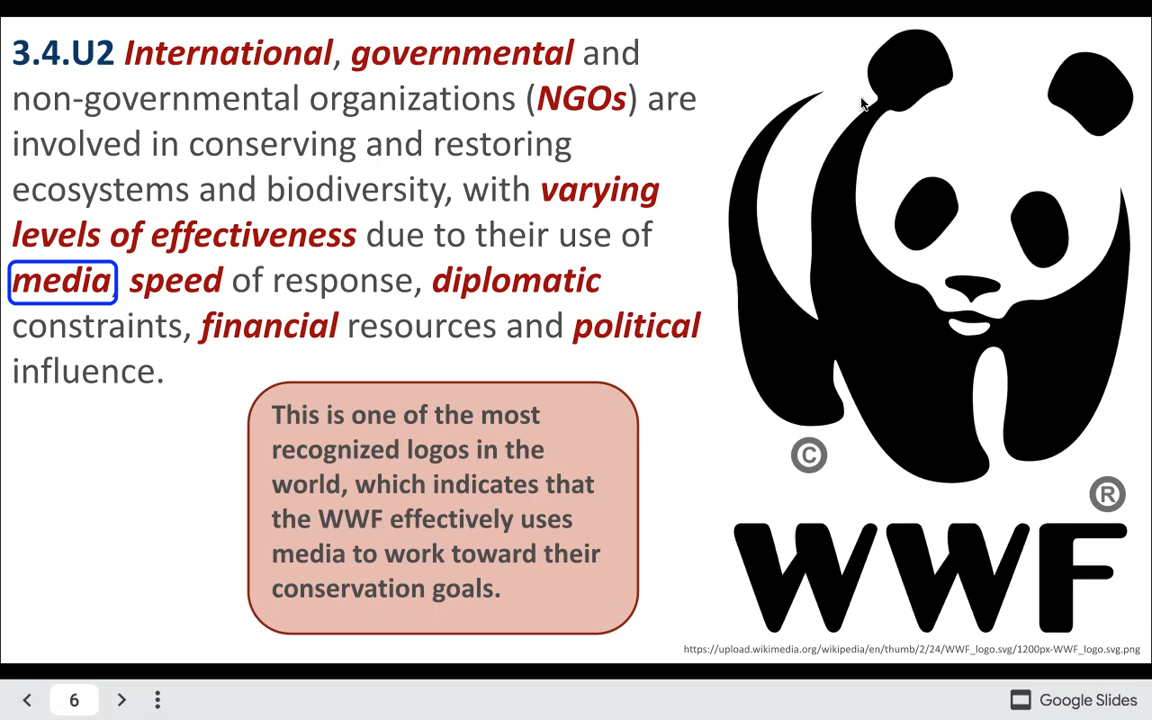 3.4.U2 International, governmental and
non-governmental organizations (NGOs) are
involved in conserving and restoring
ecosystems and biodiversity, with varying
levels of effectiveness due to their use of
media, speed of response, diplomatic
constraints, financial resources and political
influence.
This is one of the most
recognized logos in the
world, which indicates that
the WWF effectively uses
media to work toward their
conservation goals.
©
®
WWF
https://upload.wikimedia.org/wikipedia/en/thumb/2/24/WWF_logo.svg/1200px-WWF_logo.svg.png
6
Google Slides